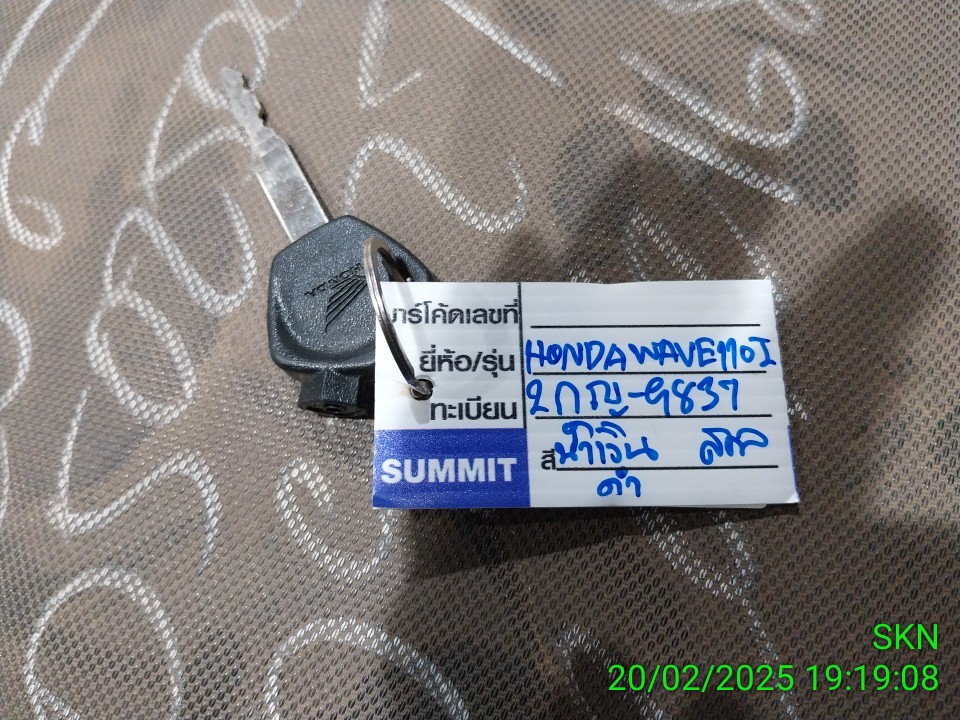 HONDA
บาร์โค้ดเลขที่
ยี่ห้อ/รุ่น HONDA WAVE110I
ทะเบียน 2กญ-9837
SUMMIT
สี น้ำเงิน
ดำ
SKN
20/02/2025 19:19:08